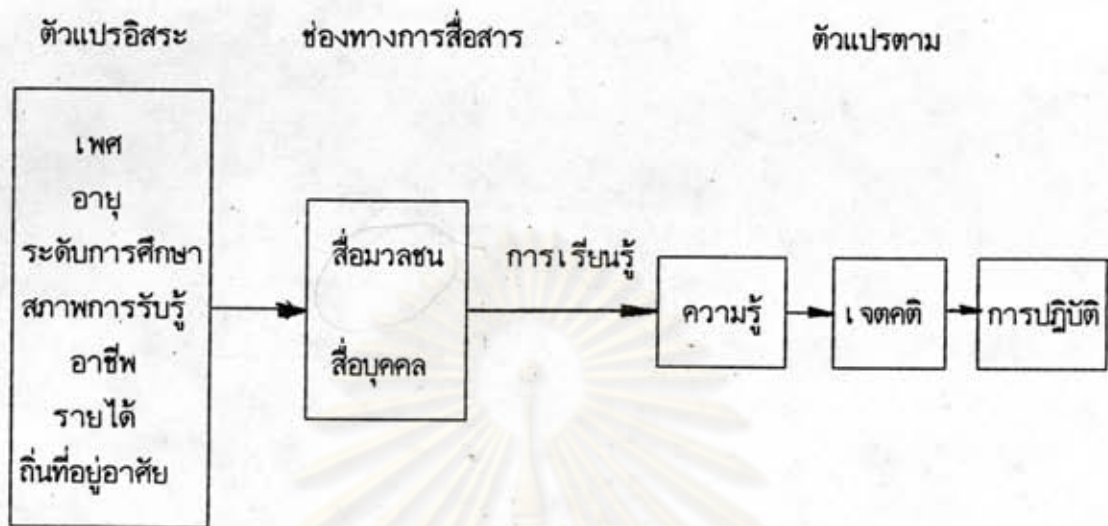 ตัวแปรอิสระ ช่องทางการสื่อสาร ตัวแปรตาม
เพศ
อายุ
ระดับการศึกษา
สภาพการรับรู้
อาชีพ
รายได้
ถิ่นที่อยู่อาศัย
สื่อมวลชน
สื่อบุคคล
การเรียนรู้
ความรู้
เจตคติ
การปฏิบัติ